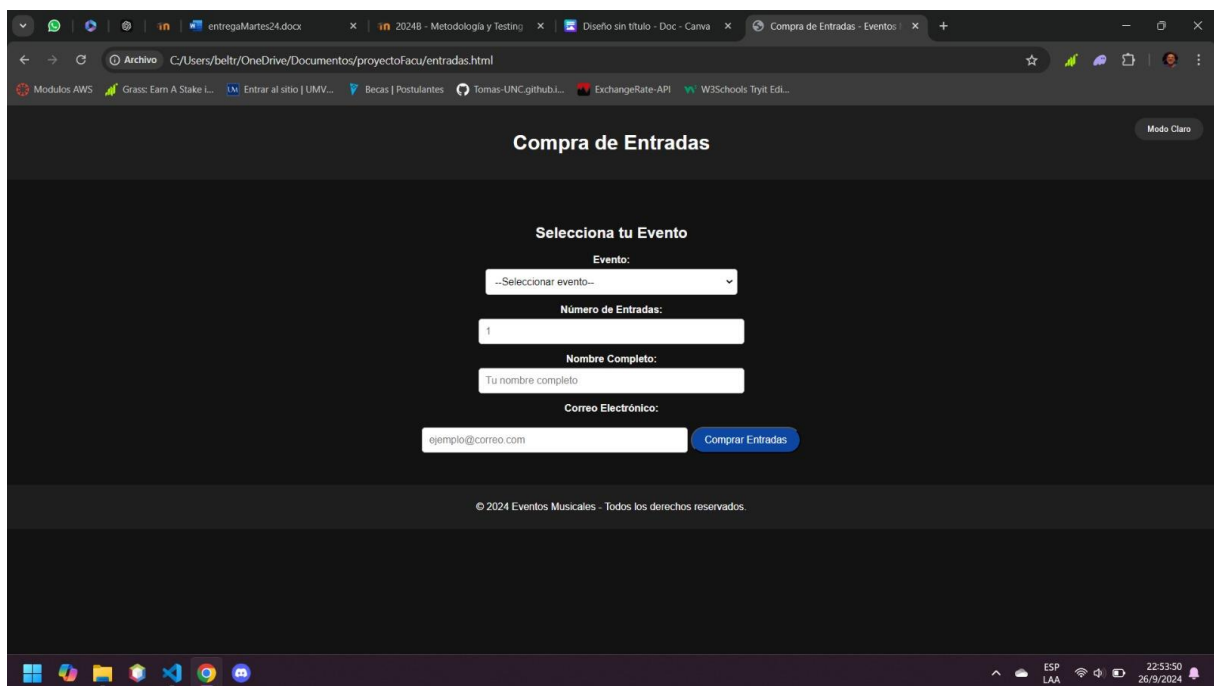 entregaMartes24.docx
2024B - Metodología y Testing
Diseño sin título - Doc - Canva
Compra de Entradas - Eventos
Archivo C:/Users/beltr/OneDrive/Documentos/proyectoFacu/entradas.html
Modulos AWS Grass: Earn A Stake i... Entrar al sitio | UMV... Becas | Postulantes Tomas-UNC.github.i... ExchangeRate-API W3Schools Tryit Edi...
Modo Claro
Compra de Entradas
Selecciona tu Evento
Evento:
--Seleccionar evento--
Número de Entradas:
1
Nombre Completo:
Tu nombre completo
Correo Electrónico:
ejemplo@correo.com Comprar Entradas
© 2024 Eventos Musicales - Todos los derechos reservados.
ESP
LAA
22:53:50
26/9/2024